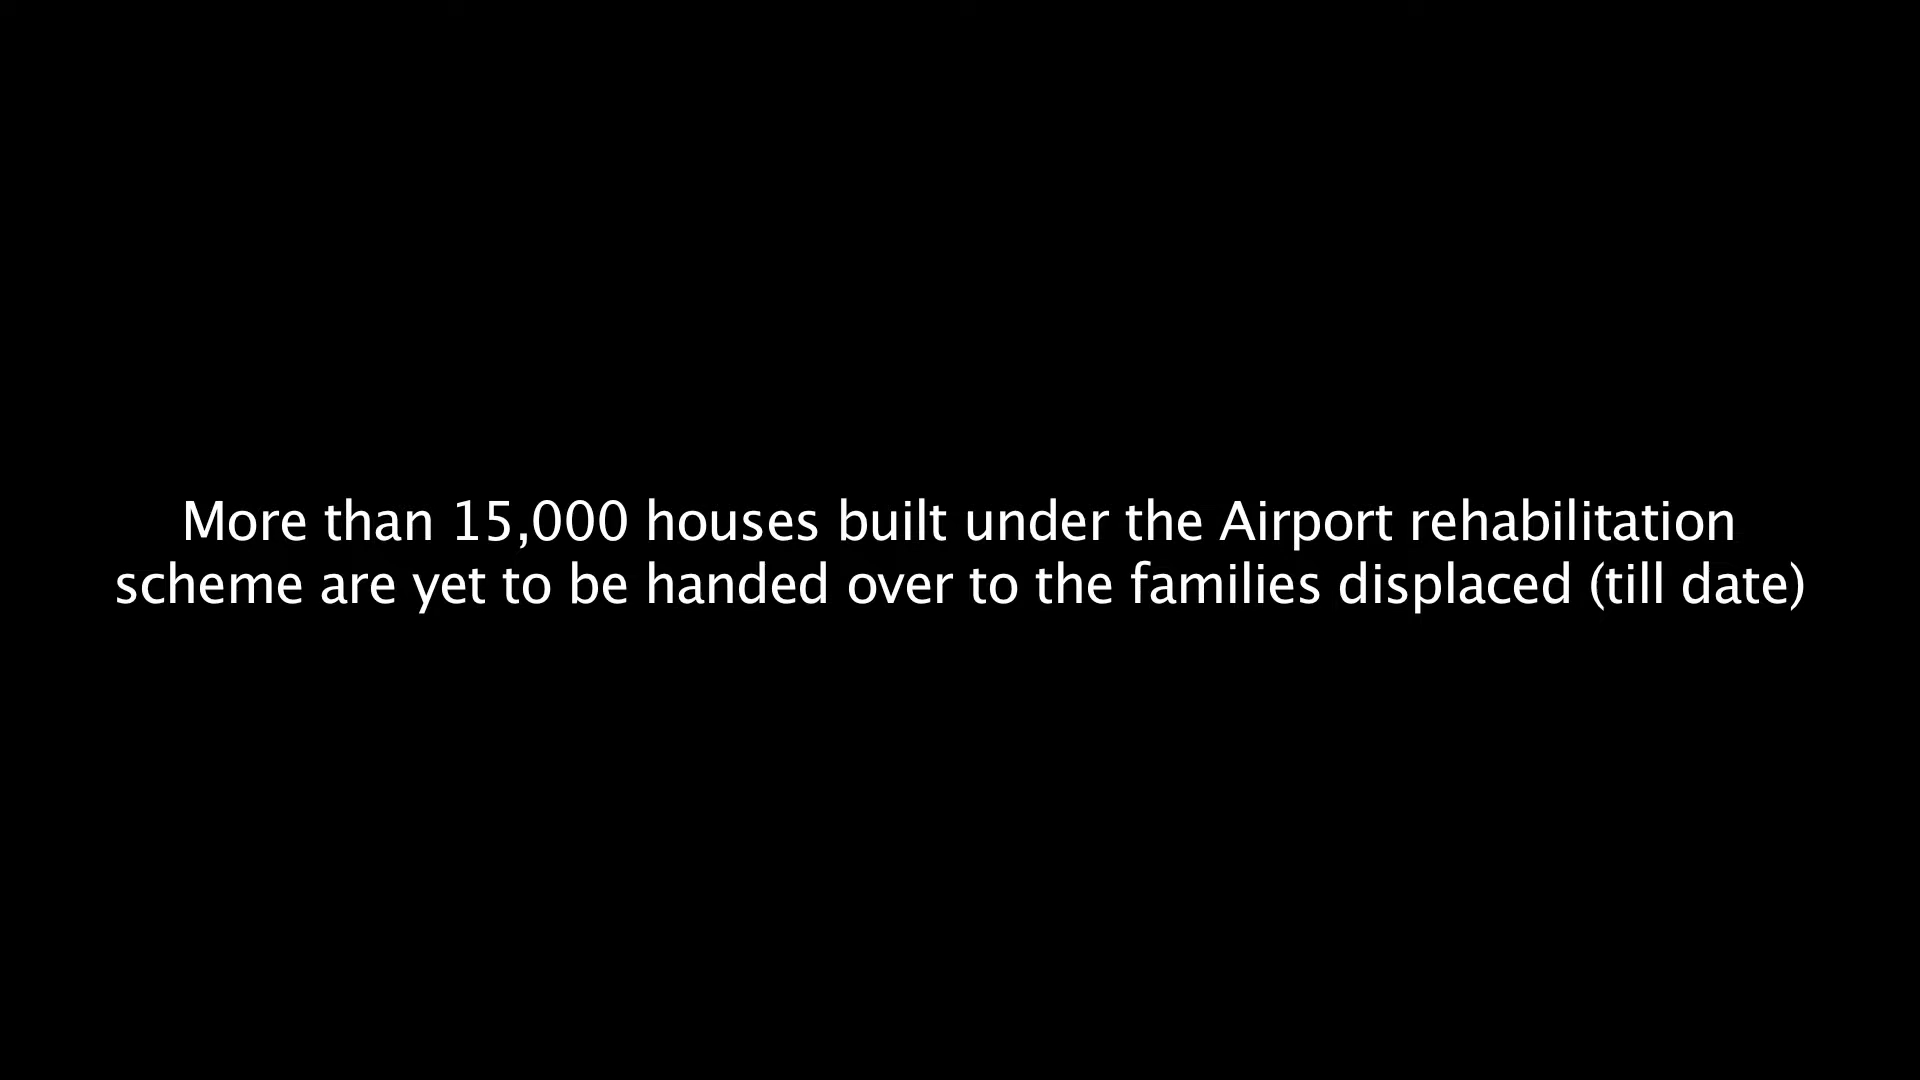 More than 15,000 houses built under the Airport rehabilitation
scheme are yet to be handed over to the families displaced (till date)